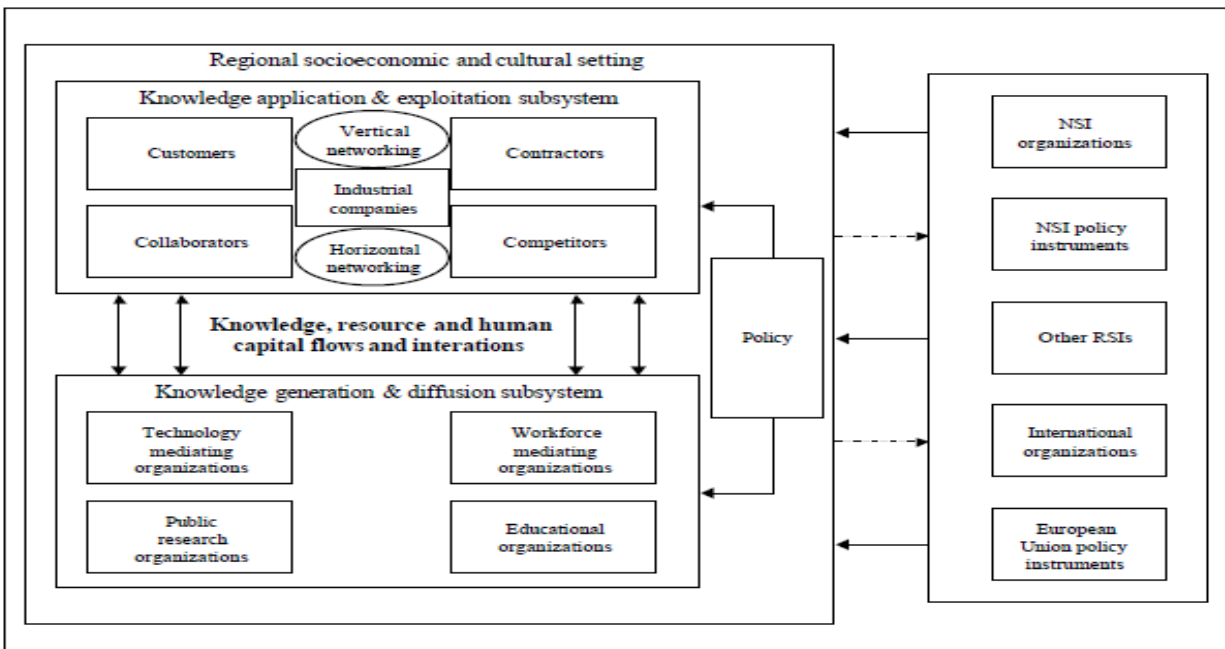 Regional socioeconomic and cultural setting
Knowledge application & exploitation subsystem
Customers
Vertical
networking
Contractors
Industrial
companies
Collaborators
Horizontal
networking
Competitors
Knowledge, resource and human
capital flows and interations
Knowledge generation & diffusion subsystem
Technology
mediating
organizations
Workforce
mediating
organizations
Public
research
organizations
Educational
organizations
Policy
NSI
organizations
NSI policy
instruments
Other RSIs
International
organizations
European
Union policy
instruments